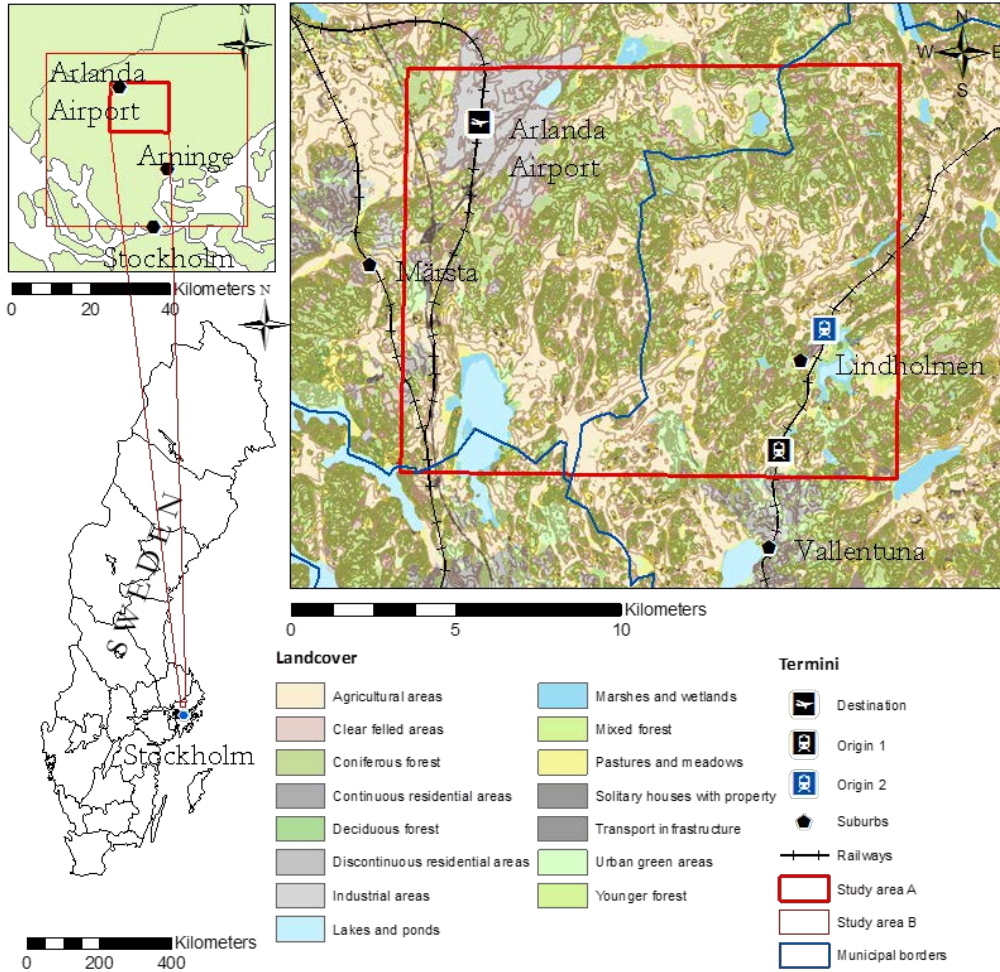 N
Arlanda
Airport
Arninge
Stockholm
Kilometers
0 20 40
N
SWEDEN
Stockholm
Kilometers
0 200 400
N
W E
S
Arlanda
Airport
Märsta
Lindholmen
Vallentuna
Kilometers
0 5 10
Landcover
Agricultural areas
Clear felled areas
Coniferous forest
Continuous residential areas
Deciduous forest
Discontinuous residential areas
Industrial areas
Lakes and ponds
Marshes and wetlands
Mixed forest
Pastures and meadows
Solitary houses with property
Transport infrastructure
Urban green areas
Younger forest
Termini
Destination
Origin 1
Origin 2
Suburbs
Railways
Study area A
Study area B
Municipal borders